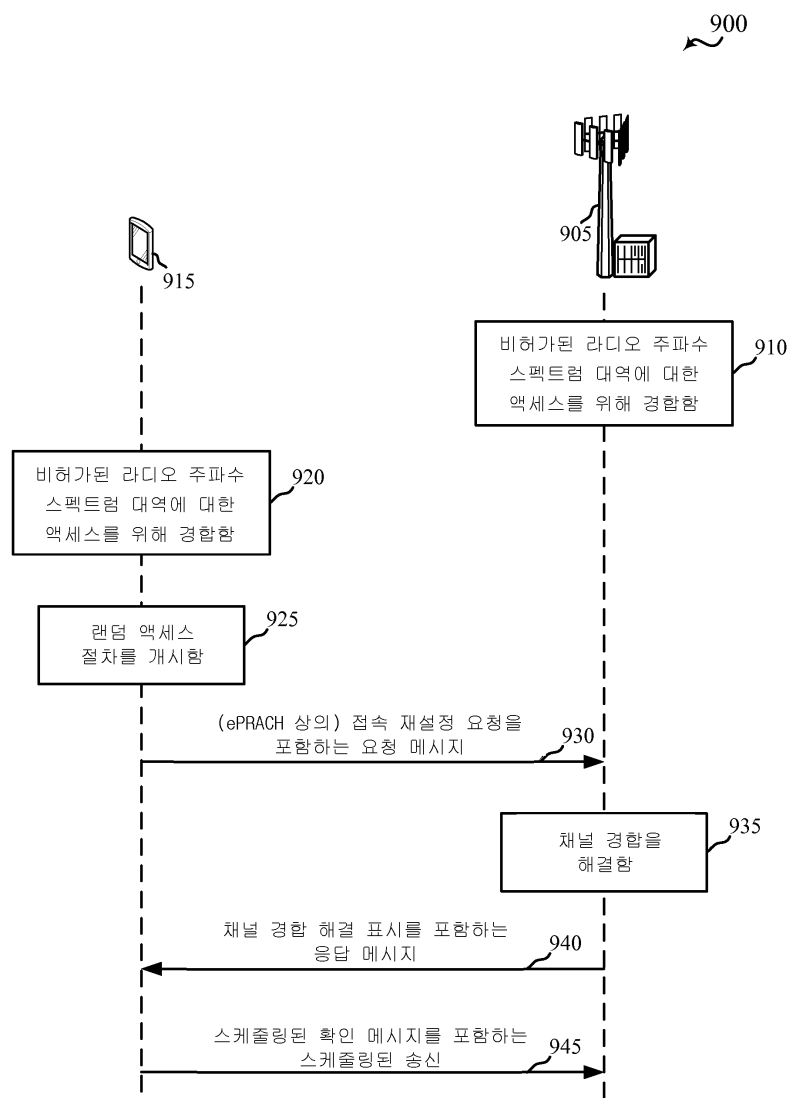 900
905
915
비허가된 라디오 주파수
스펙트럼 대역에 대한
액세스를 위해 경합함
910
비허가된 라디오 주파수
스펙트럼 대역에 대한
액세스를 위해 경합함
920
랜덤 액세스
절차를 개시함
925
(ePRACH 상의) 접속 재설정 요청을
포함하는 요청 메시지
930
채널 경합을
해결함
935
채널 경합 해결 표시를 포함하는
응답 메시지
940
스케줄링된 확인 메시지를 포함하는
스케줄링된 송신
945